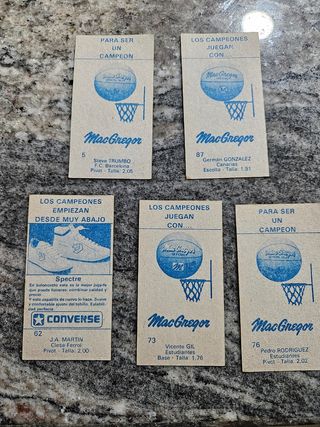 PARA SER
UN
CAMPEON
MacGregor
5
Steve TRUMBO
F.C. Barcelona
Pivot - Talla: 2,06
LOS CAMPEONES
JUEGAN
CON....
MacGregor
87
Germán GONZALEZ
Canarias
Escolta - Talla: 1,91
LOS CAMPEONES
EMPIEZAN
DESDE MUY ABAJO
Spectre
CONVERSE
62
J.A. MARTIN
Clesa Ferrol
Pivot - Talla: 2,00
LOS CAMPEONES
JUEGAN
CON....
MacGregor
73
Vicente GIL
Estudiantes
Base - Talla: 1,76
PARA SER
UN
CAMPEON
MacGregor
76
Pedro RODRIGUEZ
Estudiantes
Pivot - Talla: 2,02